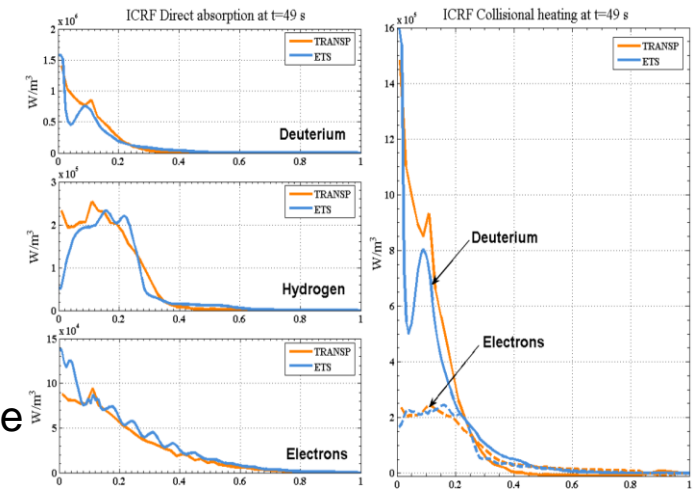 ICRF Direct absorption at t=49 s
2 x 10^6
1.5
1
0.5
0
W/m³
TRANSP
ETS
Deuterium
0 0.2 0.4 0.6 0.8 1
3 x 10^5
2
1
0
W/m³
TRANSP
ETS
Hydrogen
0 0.2 0.4 0.6 0.8 1
15 x 10^4
10
5
0
W/m³
TRANSP
ETS
Electrons
0 0.2 0.4 0.6 0.8 1
e
ICRF Collisional heating at t=49 s
16 x 10^5
14
12
10
8
6
4
2
0
W/m³
TRANSP
ETS
Deuterium
Electrons
0 0.2 0.4 0.6 0.8 1